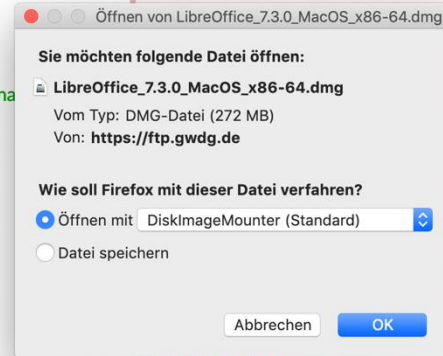 Öffnen von LibreOffice_7.3.0_MacOS_x86-64.dmg
Sie möchten folgende Datei öffnen:
LibreOffice_7.3.0_MacOS_x86-64.dmg
Vom Typ: DMG-Datei (272 MB)
Von: https://ftp.gwdg.de
Wie soll Firefox mit dieser Datei verfahren?
Öffnen mit DiskImageMounter (Standard)
Datei speichern
Abbrechen OK